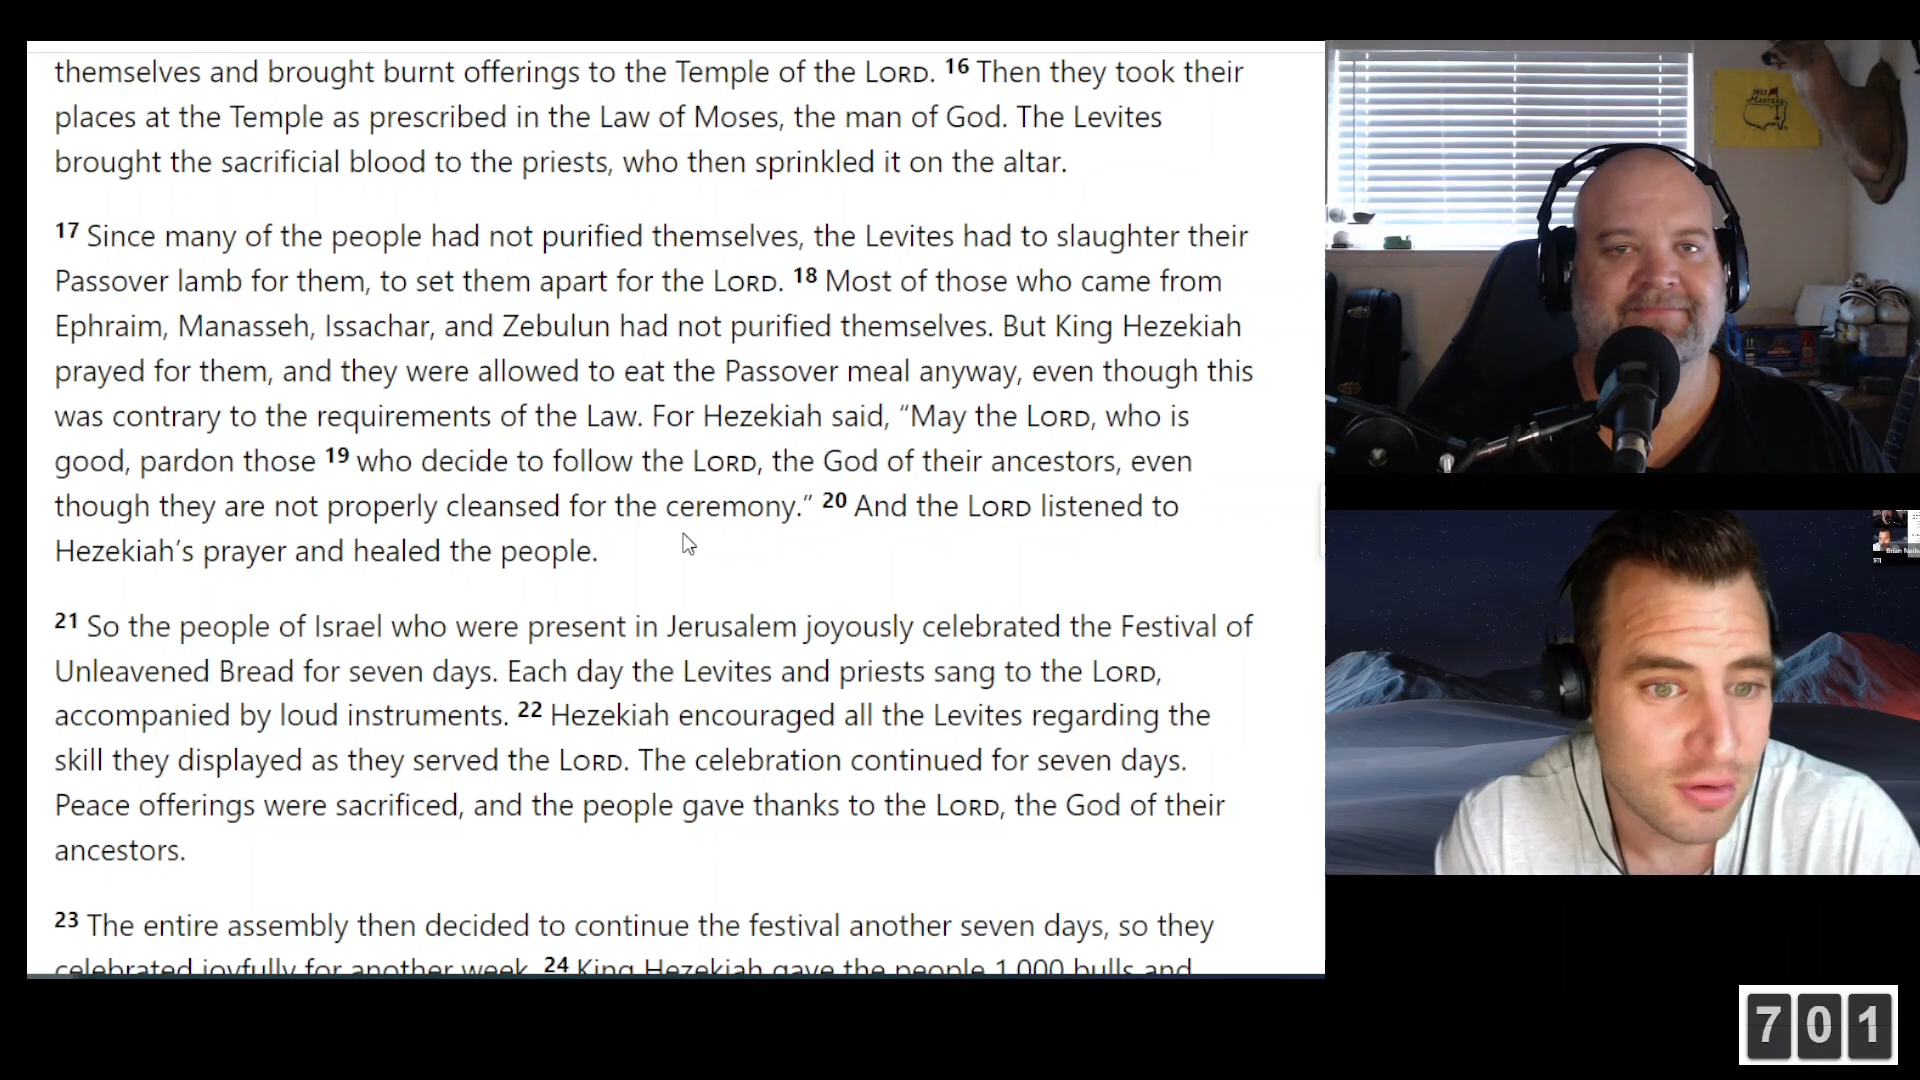 themselves and brought burnt offerings to the Temple of the LORD. 16 Then they took their
places at the Temple as prescribed in the Law of Moses, the man of God. The Levites
brought the sacrificial blood to the priests, who then sprinkled it on the altar.
17 Since many of the people had not purified themselves, the Levites had to slaughter their
Passover lamb for them, to set them apart for the LORD. 18 Most of those who came from
Ephraim, Manasseh, Issachar, and Zebulun had not purified themselves. But King Hezekiah
prayed for them, and they were allowed to eat the Passover meal anyway, even though this
was contrary to the requirements of the Law. For Hezekiah said, “May the LORD, who is
good, pardon those 19 who decide to follow the LORD, the God of their ancestors, even
though they are not properly cleansed for the ceremony.” 20 And the LORD listened to
Hezekiah’s prayer and healed the people.
21 So the people of Israel who were present in Jerusalem joyously celebrated the Festival of
Unleavened Bread for seven days. Each day the Levites and priests sang to the LORD,
accompanied by loud instruments. 22 Hezekiah encouraged all the Levites regarding the
skill they displayed as they served the LORD. The celebration continued for seven days.
Peace offerings were sacrificed, and the people gave thanks to the LORD, the God of their
ancestors.
23 The entire assembly then decided to continue the festival another seven days, so they
celebrated joyfully for another week. 24 King Hezekiah gave the people 1,000 bulls and
Masters
Brian
701